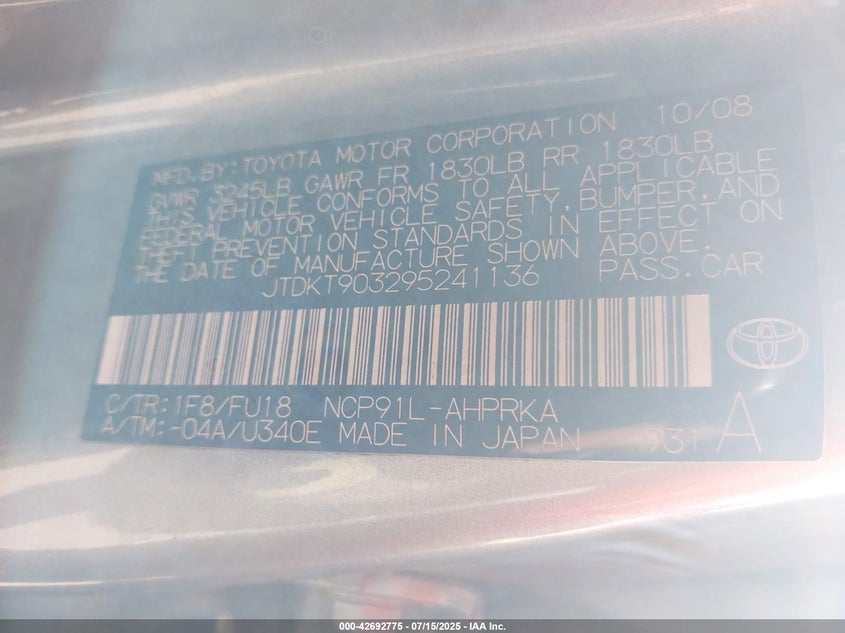 MFD. BY: TOYOTA MOTOR CORPORATION 10/08
GVWR 3245LB GAWR FR 1830LB RR 1830LB
THIS VEHICLE CONFORMS TO ALL APPLICABLE
FEDERAL MOTOR VEHICLE SAFETY, BUMPER, AND
THEFT PREVENTION STANDARDS IN EFFECT ON
THE DATE OF MANUFACTURE SHOWN ABOVE.
JTDKT903295241136 PASS. CAR
C/TR: 1F8/FU18 NCP91L-AHPRKA
A/TM: -04A/U340E MADE IN JAPAN 931 A
000-42692775 - 07/15/2025 - IAA Inc.